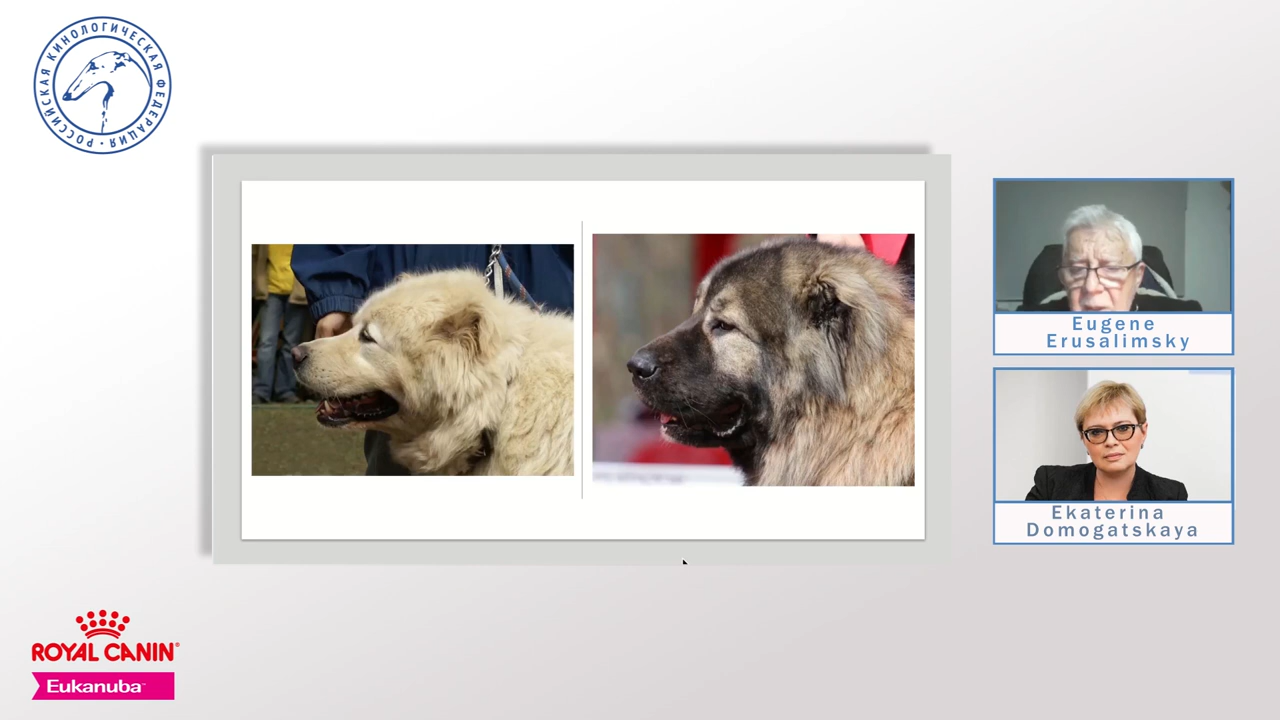 РОССИЙСКАЯ КИНОЛОГИЧЕСКАЯ ФЕДЕРАЦИЯ
Eugene
Erusalimsky
Ekaterina
Domogatskaya
ROYAL CANIN
Eukanuba